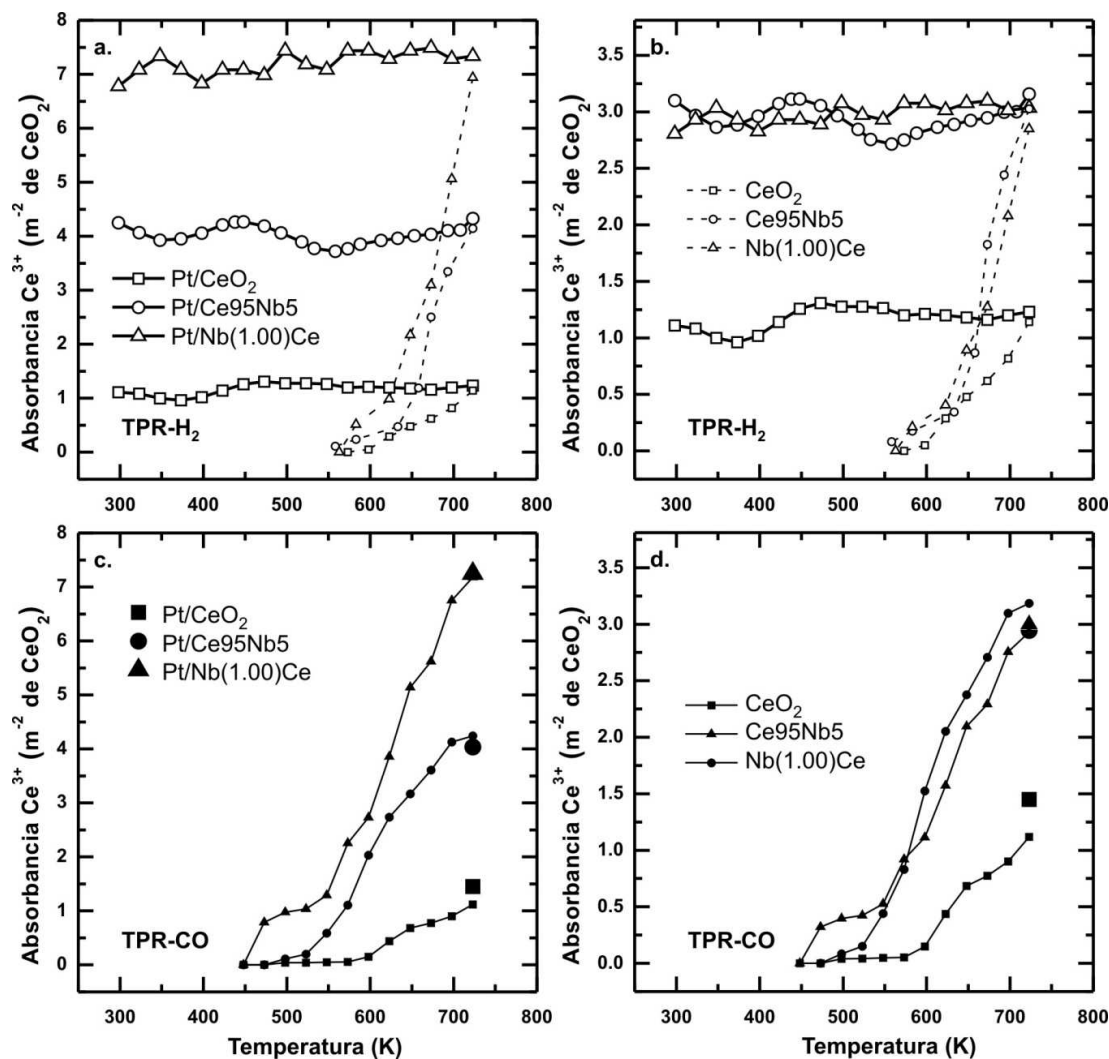 a.
8
7
6
5
4
3
2
1
0
Absorbancia Ce³⁺ (m⁻² de CeO₂)
Pt/CeO₂
Pt/Ce95Nb5
Pt/Nb(1.00)Ce
TPR-H₂
300 400 500 600 700 800
b.
3.5
3.0
2.5
2.0
1.5
1.0
0.5
0.0
Absorbancia Ce³⁺ (m⁻² de CeO₂)
CeO₂
Ce95Nb5
Nb(1.00)Ce
TPR-H₂
300 400 500 600 700 800
c.
8
7
6
5
4
3
2
1
0
Absorbancia Ce³⁺ (m⁻² de CeO₂)
Pt/CeO₂
Pt/Ce95Nb5
Pt/Nb(1.00)Ce
TPR-CO
300 400 500 600 700 800
Temperatura (K)
d.
3.5
3.0
2.5
2.0
1.5
1.0
0.5
0.0
Absorbancia Ce³⁺ (m⁻² de CeO₂)
CeO₂
Ce95Nb5
Nb(1.00)Ce
TPR-CO
300 400 500 600 700 800
Temperatura (K)